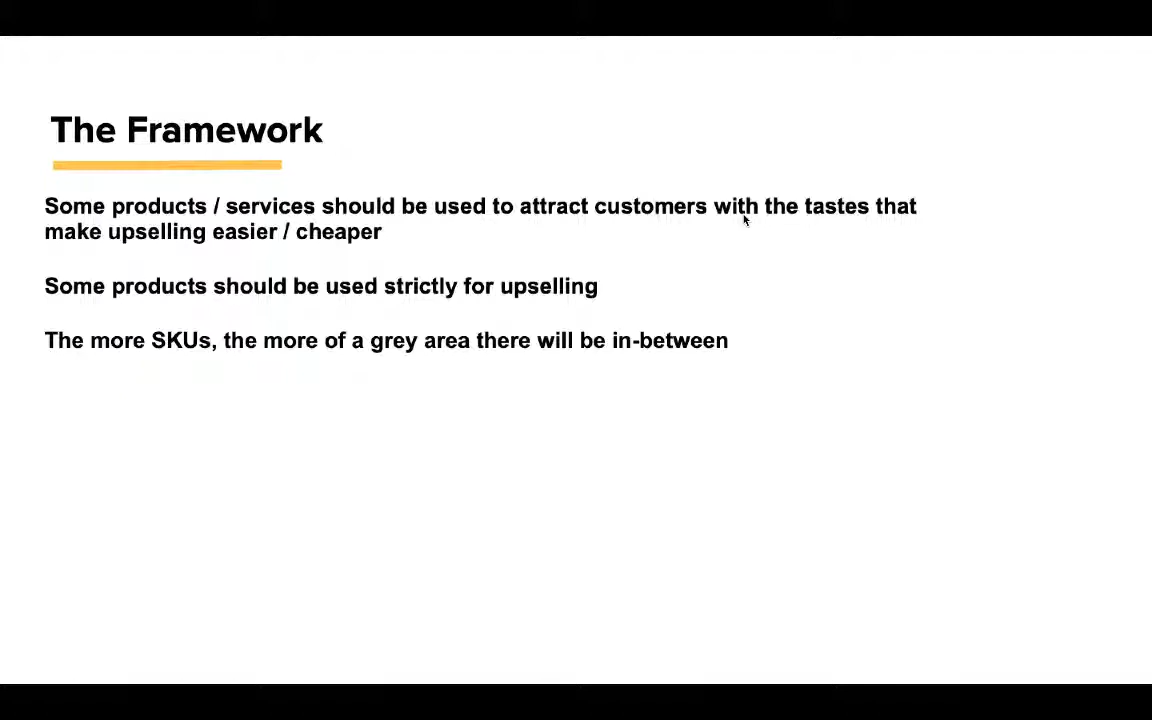 The Framework
Some products / services should be used to attract customers with the tastes that
make upselling easier / cheaper
Some products should be used strictly for upselling
The more SKUs, the more of a grey area there will be in-between